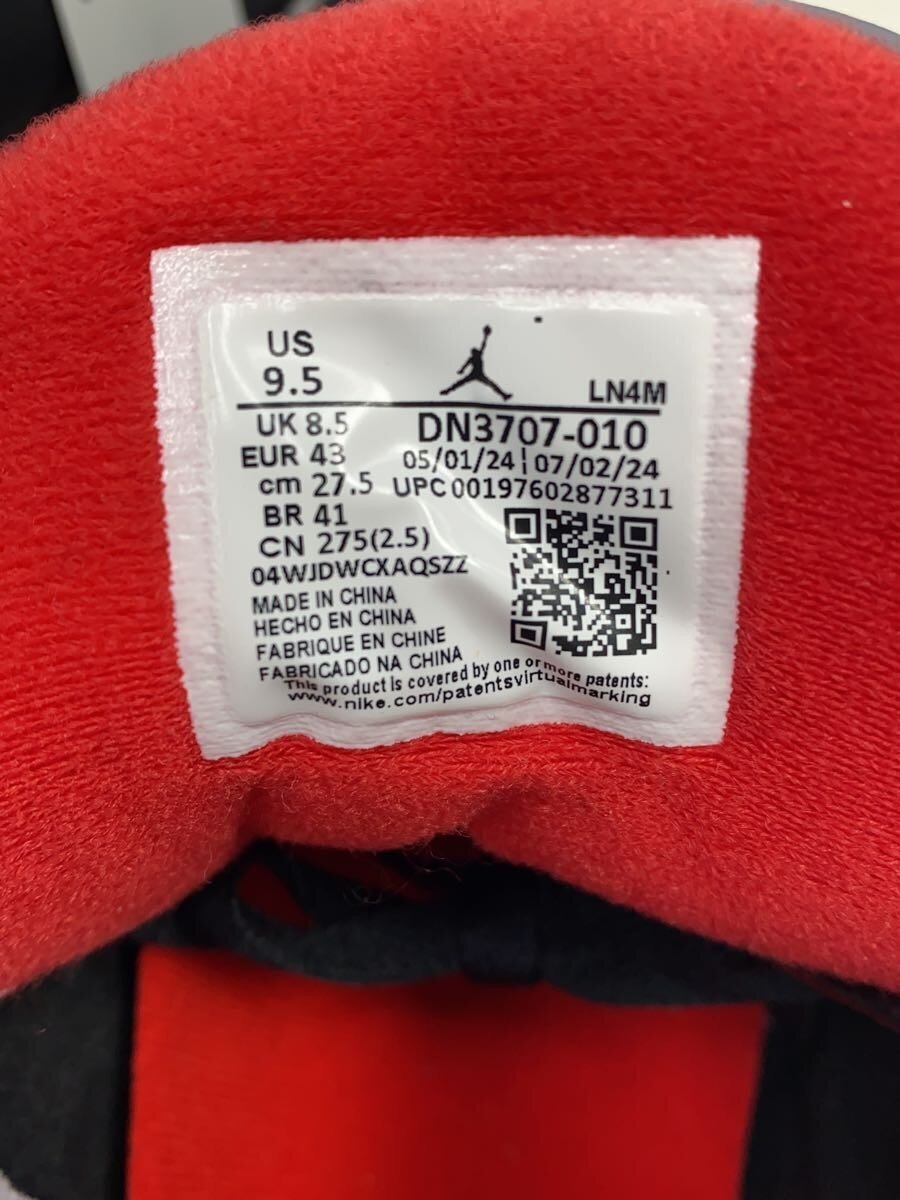 US
9.5
LN4M
UK 8.5
DN3707-010
EUR 43
05/01/24 | 07/02/24
cm 27.5
UPC 00197602877311
BR 41
CN 275(2.5)
04WJDWCXAQSZZ
MADE IN CHINA
HECHO EN CHINA
FABRIQUE EN CHINE
FABRICADO NA CHINA
This product is covered by one or more patents:
www.nike.com/patentsvirtualmarking